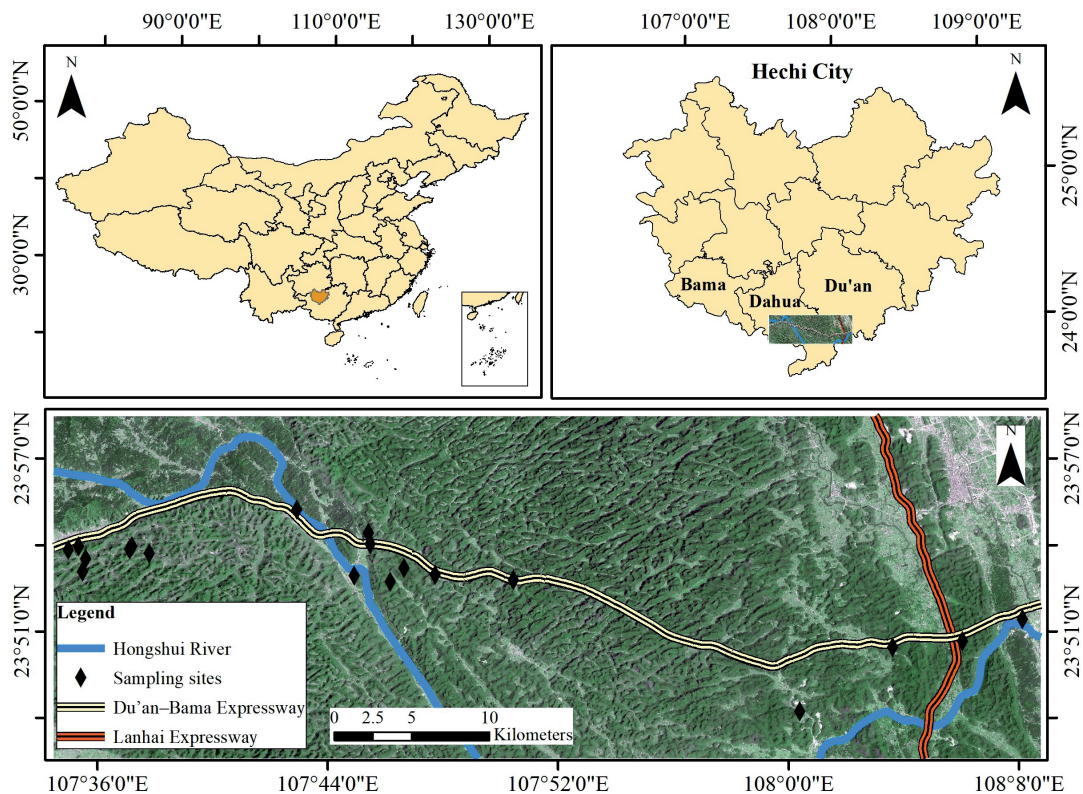 90°0'0"E 110°0'0"E 130°0'0"E
50°0'0"N
30°0'0"N
N
107°0'0"E 108°0'0"E 109°0'0"E
Hechi City
N
25°0'0"N
24°0'0"N
Bama
Dahua
Du'an
23°57'0"N
23°51'0"N
N
23°57'0"N
23°51'0"N
Legend
Hongshui River
Sampling sites
Du’an–Bama Expressway
Lanhai Expressway
0 2.5 5 10
Kilometers
107°36'0"E 107°44'0"E 107°52'0"E 108°0'0"E 108°8'0"E